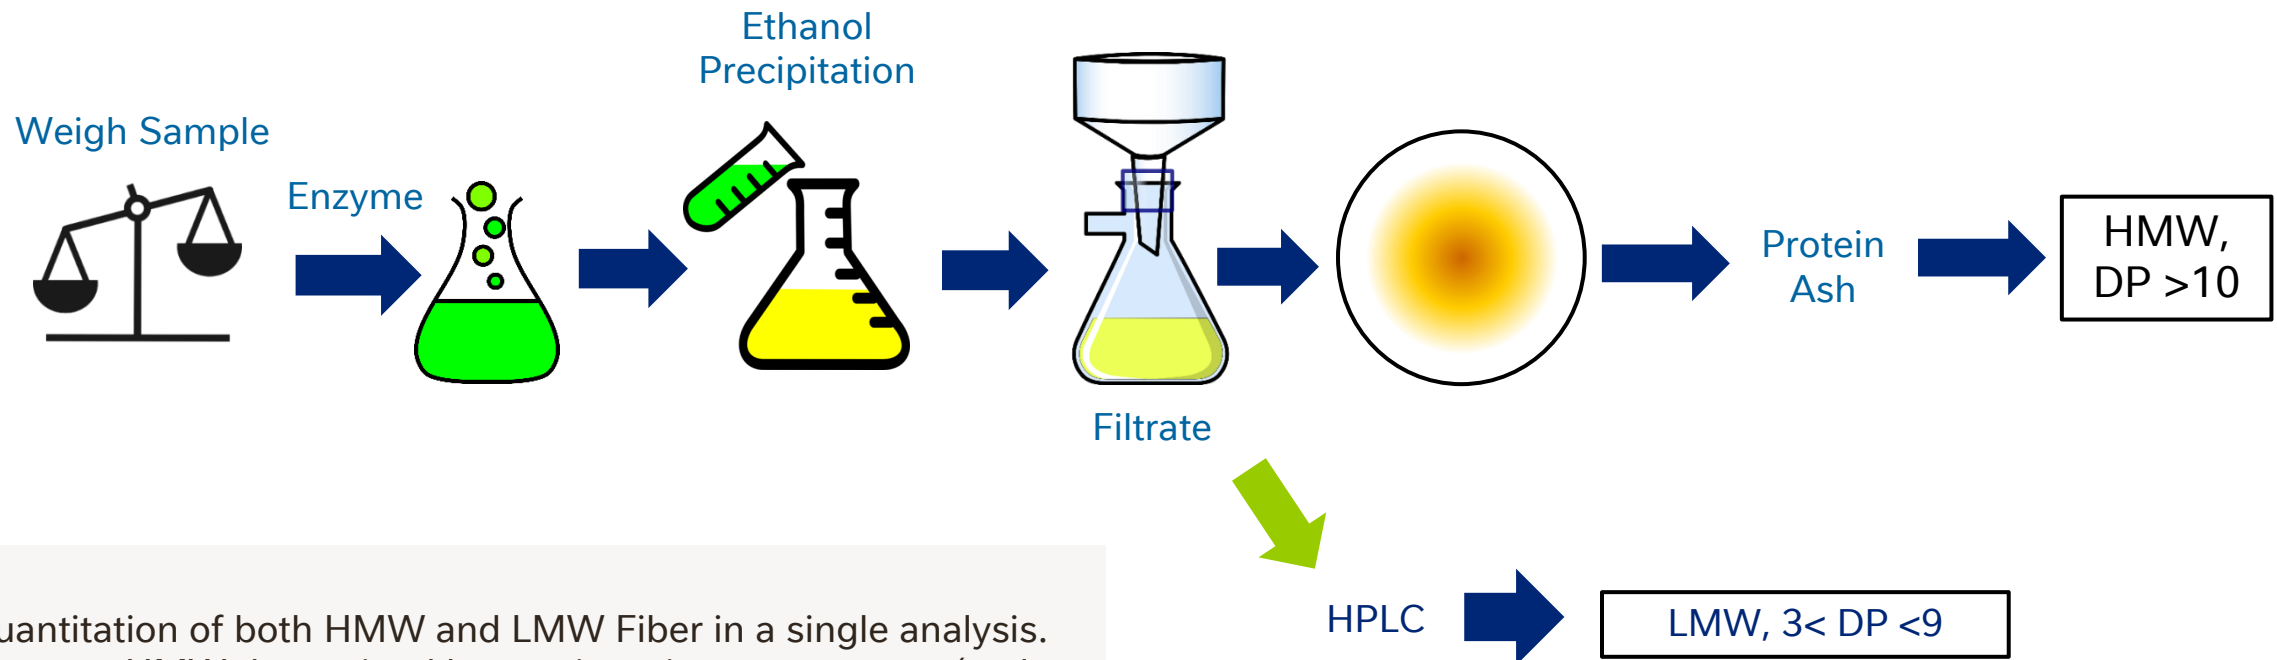 Ethanol
Precipitation
Weigh Sample
Enzyme
Protein
Ash
HMW,
DP >10
Filtrate
HPLC
LMW, 3< DP <9
of both HMW and LMW Fiber in a single analysis.